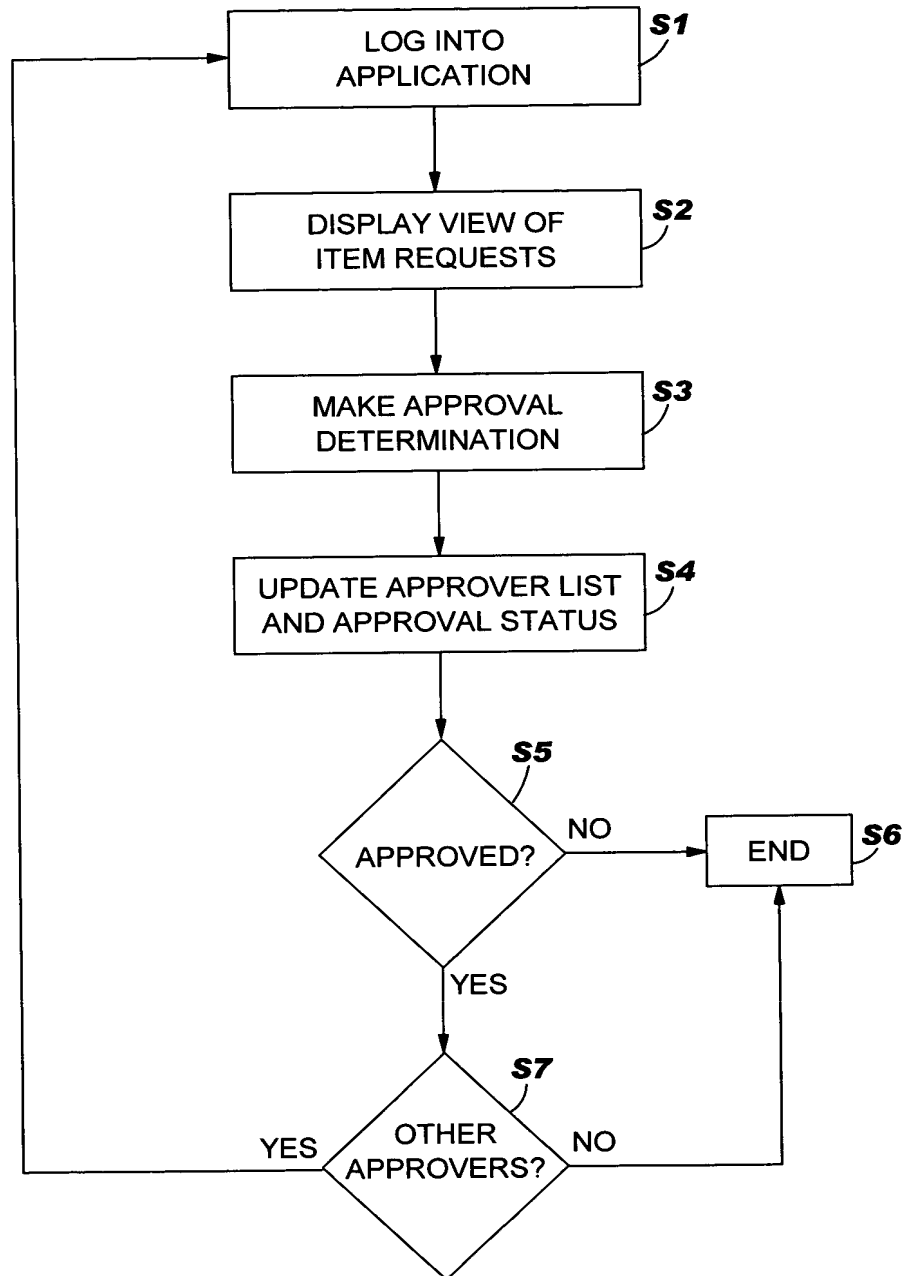 LOG INTO
APPLICATION
S1
DISPLAY VIEW OF
ITEM REQUESTS
S2
MAKE APPROVAL
DETERMINATION
S3
UPDATE APPROVER LIST
AND APPROVAL STATUS
S4
S5
APPROVED?
NO
END
S6
YES
S7
YES
OTHER
APPROVERS?
NO